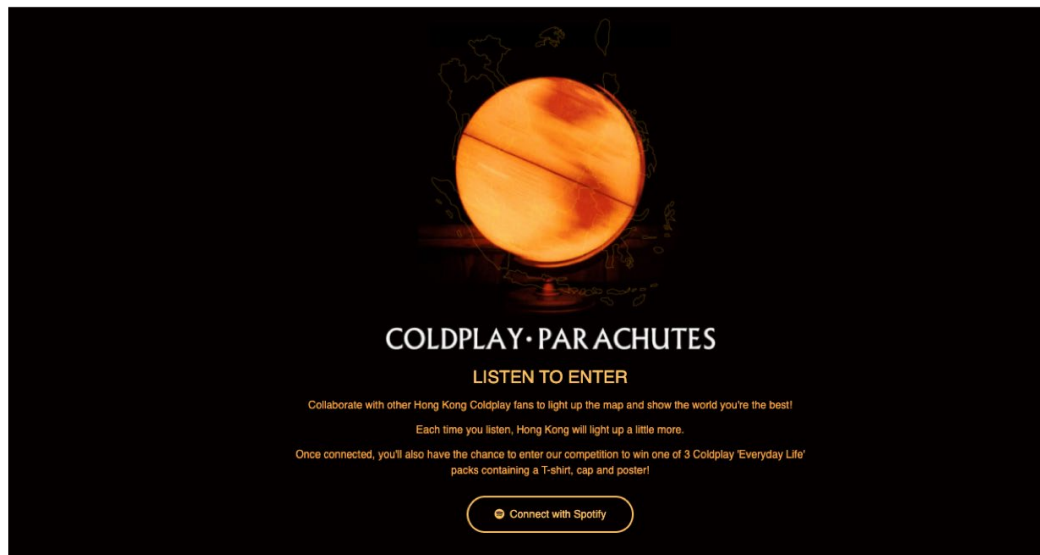 COLDPLAY • PARACHUTES
LISTEN TO ENTER
Collaborate with other Hong Kong Coldplay fans to light up the map and show the world you're the best!
Each time you listen, Hong Kong will light up a little more.
Once connected, you'll also have the chance to enter our competition to win one of 3 Coldplay 'Everyday Life'
packs containing a T-shirt, cap and poster!
Connect with Spotify